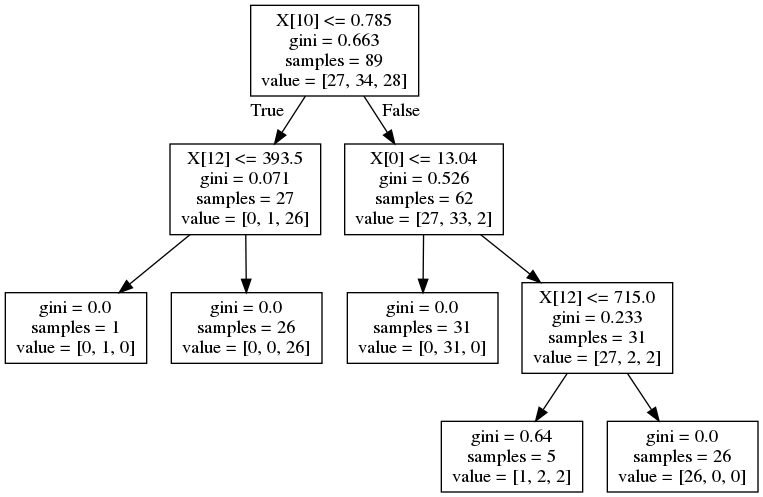 X[10] <= 0.785
gini = 0.663
samples = 89
value = [27, 34, 28]
True
False
X[12] <= 393.5
gini = 0.071
samples = 27
value = [0, 1, 26]
X[0] <= 13.04
gini = 0.526
samples = 62
value = [27, 33, 2]
gini = 0.0
samples = 1
value = [0, 1, 0]
gini = 0.0
samples = 26
value = [0, 0, 26]
gini = 0.0
samples = 31
value = [0, 31, 0]
X[12] <= 715.0
gini = 0.233
samples = 31
value = [27, 2, 2]
gini = 0.64
samples = 5
value = [1, 2, 2]
gini = 0.0
samples = 26
value = [26, 0, 0]